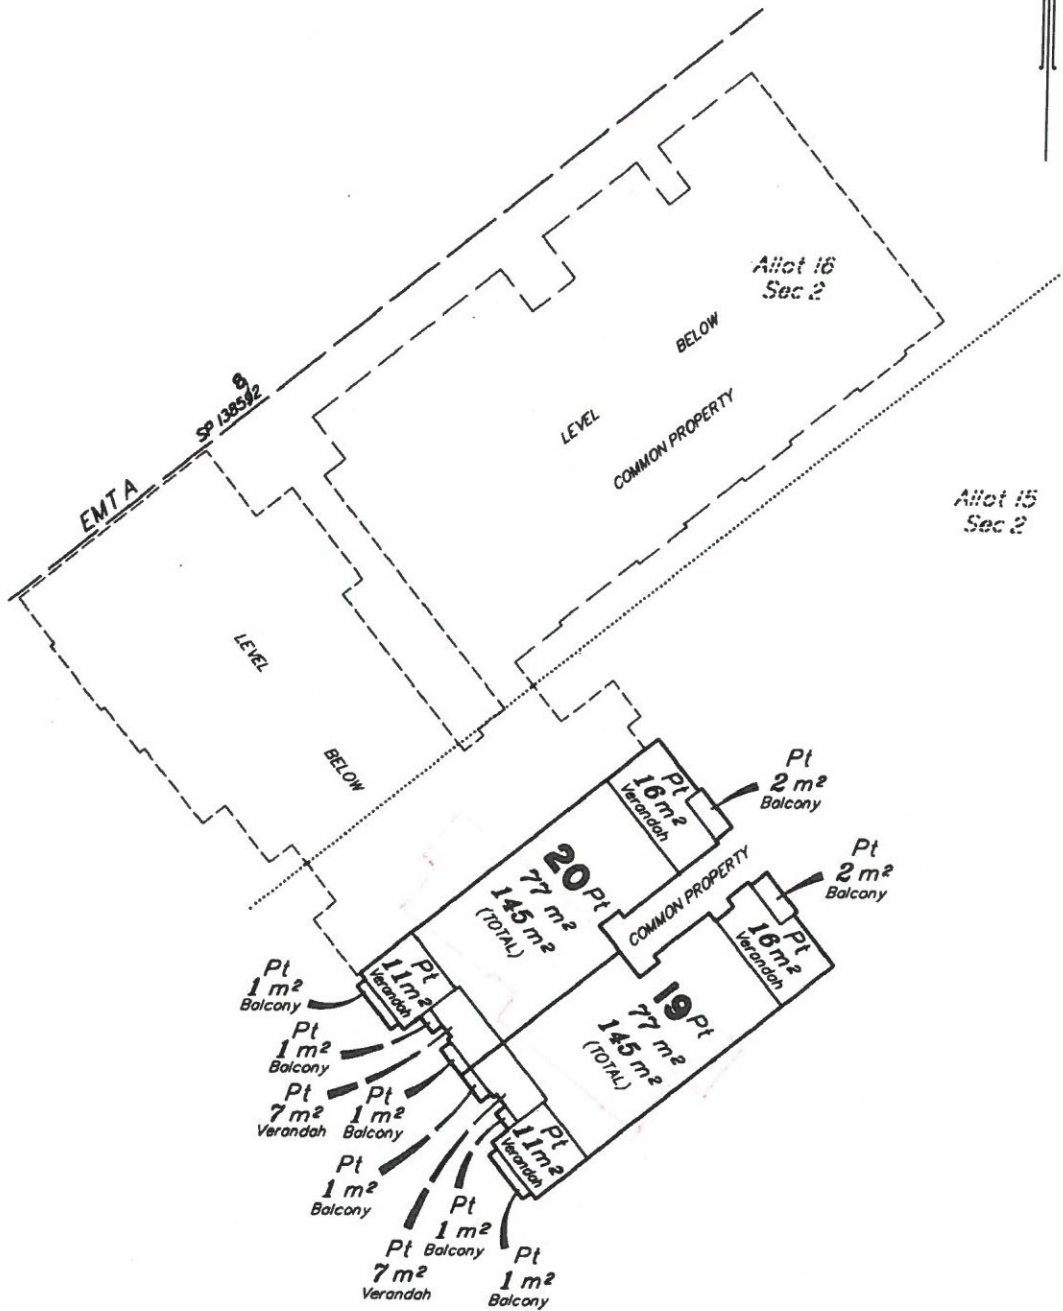 Allot 16
Sec 2
BELOW
LEVEL
COMMON PROPERTY
8
SP 138592
EMT A
Allot 15
Sec 2
LEVEL
BELOW
Pt
2 m²
Balcony
Pt
16 m²
Verandah
20 Pt
77 m²
145 m²
(TOTAL)
COMMON PROPERTY
Pt
2 m²
Balcony
Pt
16 m²
Verandah
Pt
11 m²
Verandah
19 Pt
77 m²
145 m²
(TOTAL)
Pt
1 m²
Balcony
Pt
1 m²
Balcony
Pt
7 m²
Verandah
Pt
1 m²
Balcony
Pt
11 m²
Verandah
Pt
1 m²
Balcony
Pt
1 m²
Balcony
Pt
7 m²
Verandah
Pt
1 m²
Balcony